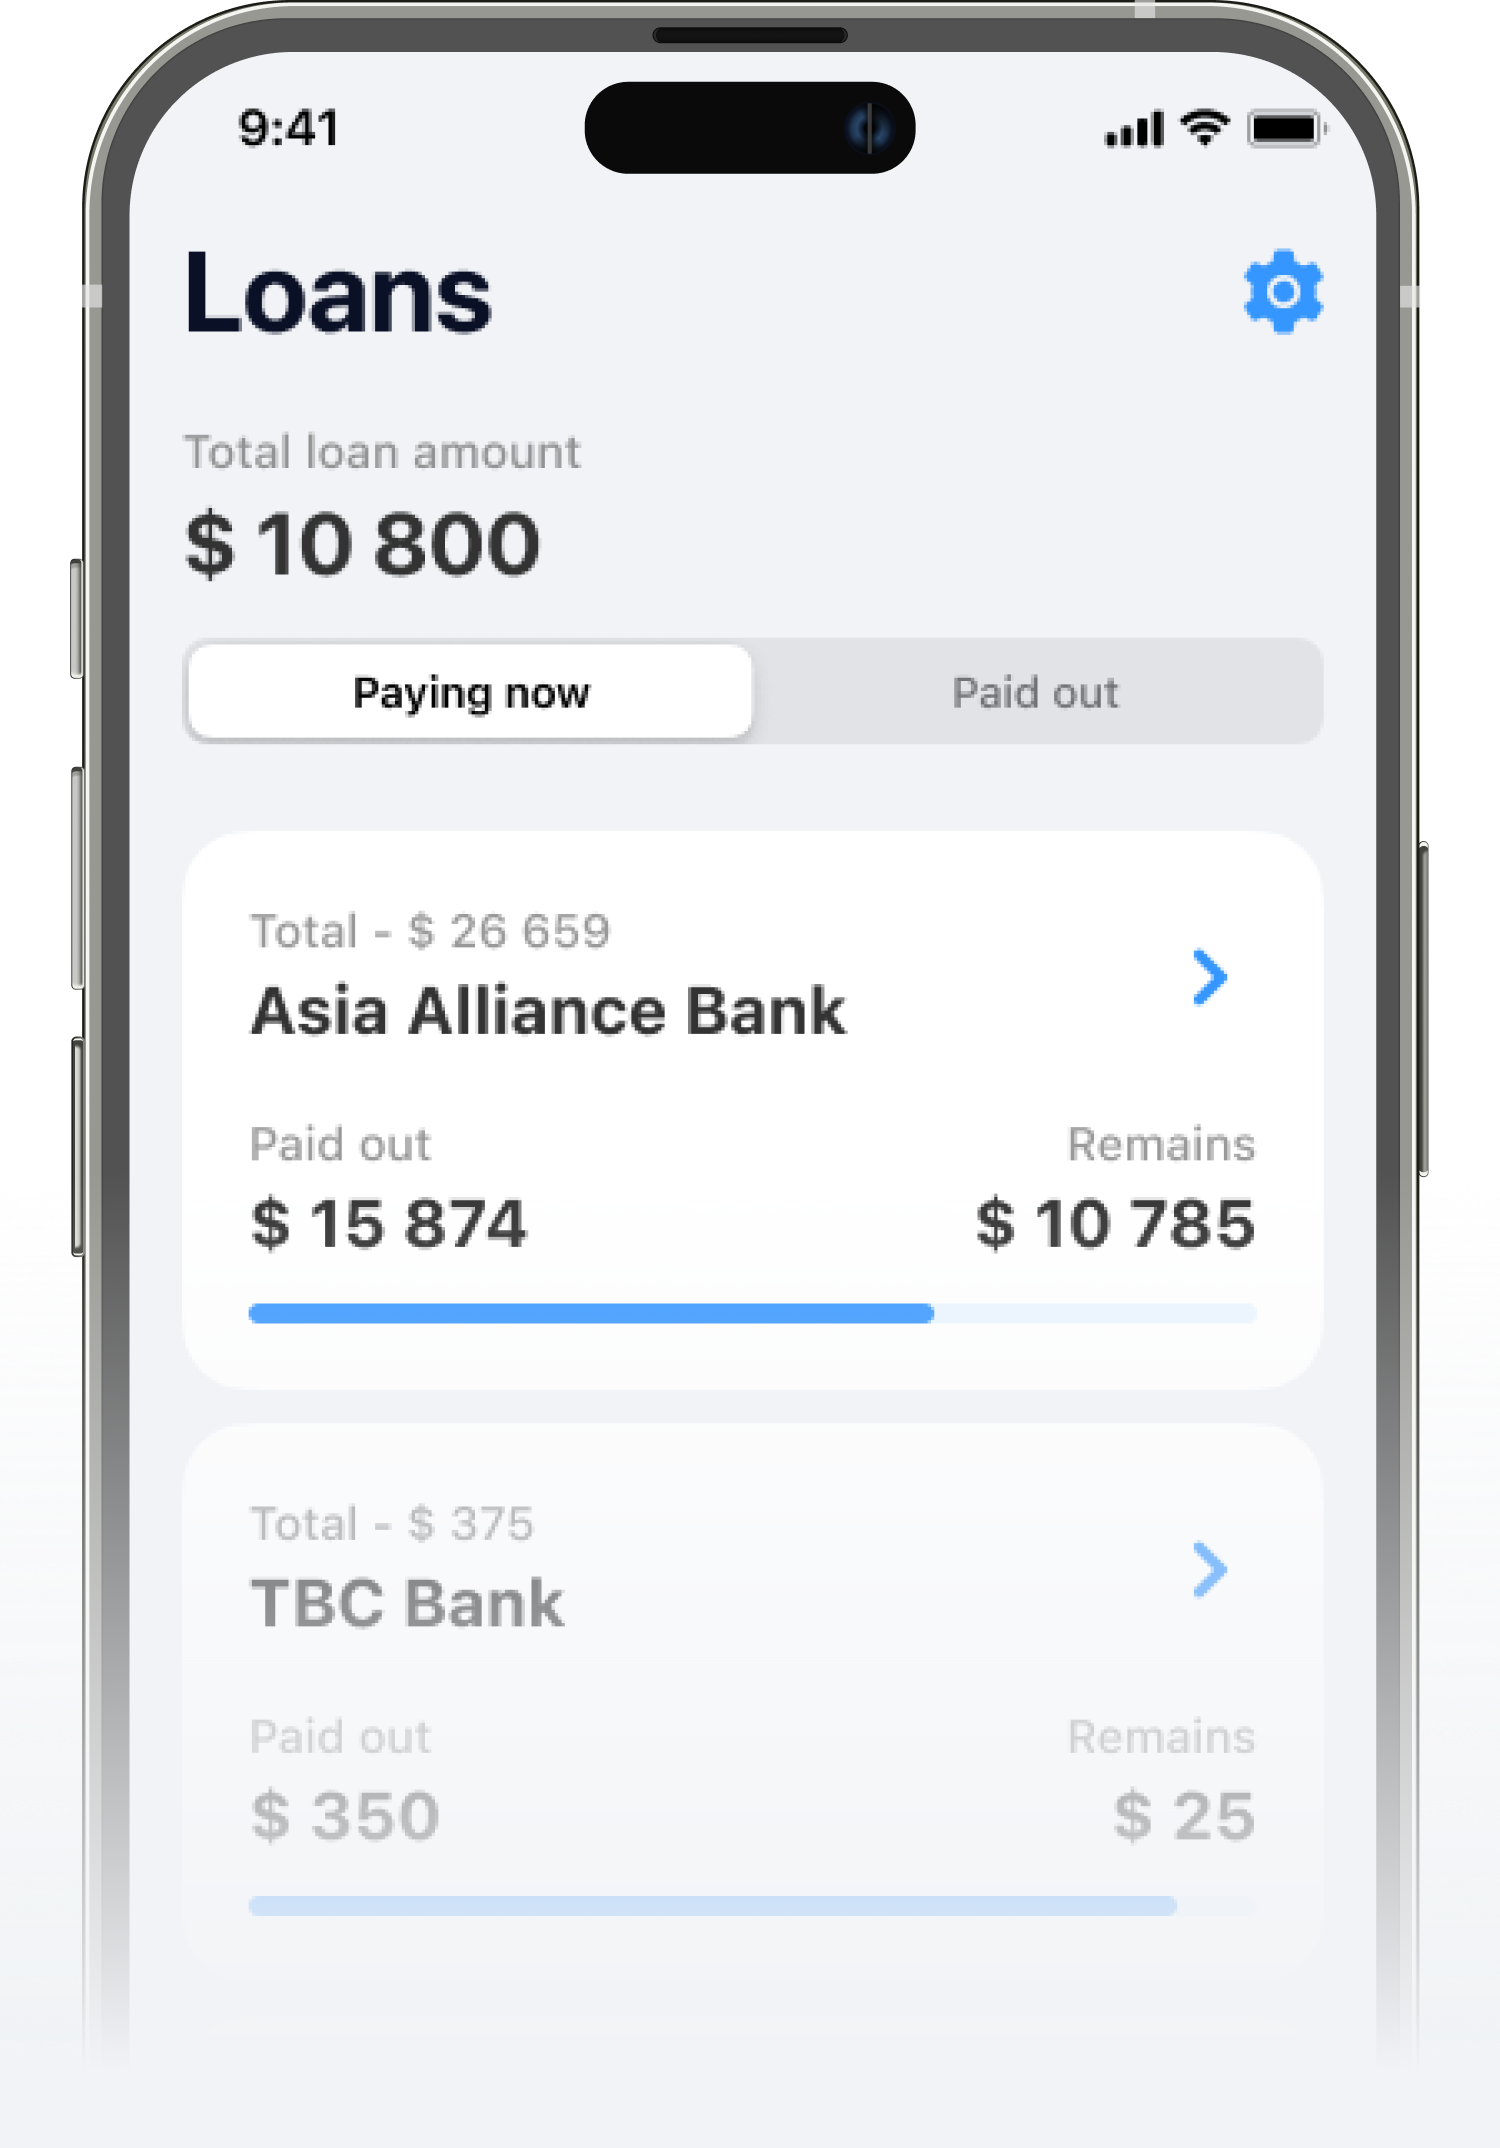 9:41
Loans
Total loan amount
$ 10 800
Paying now
Paid out
Total - $ 26 659
Asia Alliance Bank
Paid out
Remains
$ 15 874
$ 10 785
Total - $ 375
TBC Bank
Paid out
Remains
$ 350
$ 25